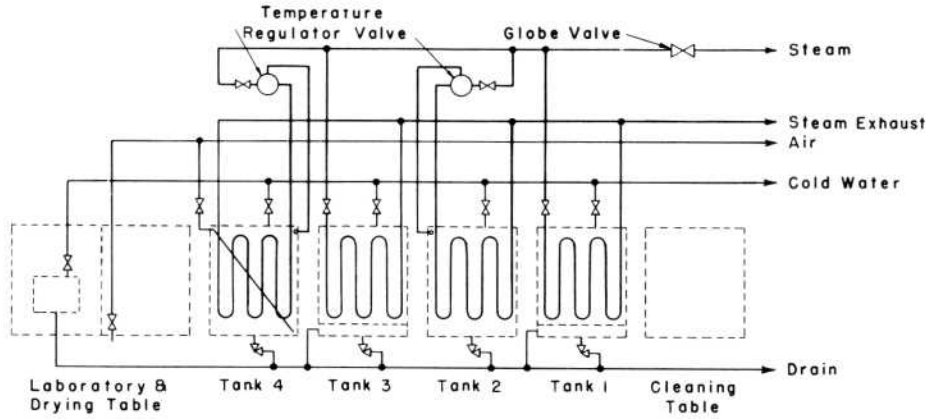 Temperature
Regulator Valve
Globe Valve
Steam
Steam Exhaust
Air
Cold Water
Drain
Laboratory &
Drying Table
Tank 4
Tank 3
Tank 2
Tank 1
Cleaning
Table